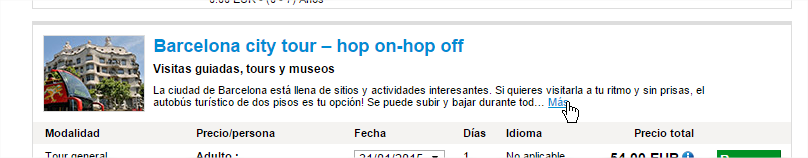 Barcelona city tour – hop on-hop off
Visitas guiadas, tours y museos
La ciudad de Barcelona está llena de sitios y actividades interesantes. Si quieres visitarla a tu ritmo y sin prisas, el
autobús turístico de dos pisos es tu opción! Se puede subir y bajar durante tod… Más
Modalidad Precio/persona Fecha Días Idioma Precio total
Tour general Adulto : 21/01/2015 1 No aplicable 54.00 EUR